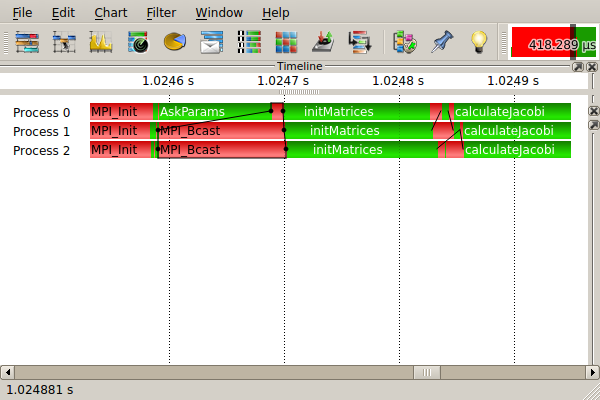 File Edit Chart Filter Window Help
418.289 µs
Timeline
1.0246 s 1.0247 s 1.0248 s 1.0249 s
Process 0 MPI_Init AskParams initMatrices calculateJacobi
Process 1 MPI_Init MPI_Bcast initMatrices calculateJacobi
Process 2 MPI_Init MPI_Bcast initMatrices calculateJacobi
1.024881 s